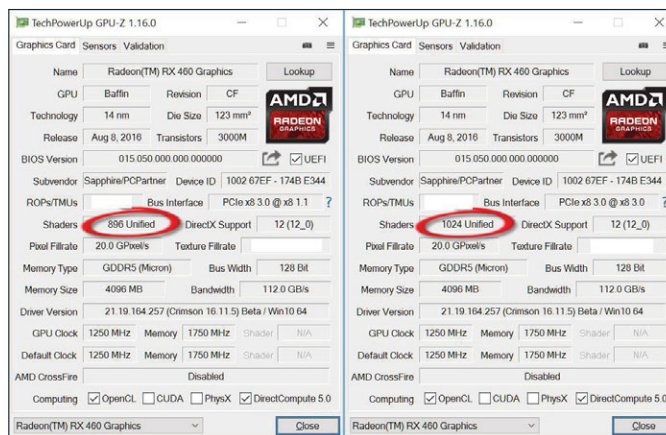 TechPowerUp GPU-Z 1.16.0
Graphics Card Sensors Validation
Name Radeon(TM) RX 460 Graphics Lookup
GPU Baffin Revision CF
Technology 14 nm Die Size 123 mm²
Release Aug 8, 2016 Transistors 3000M
AMD
RADEON
GRAPHICS
BIOS Version 015.050.000.000.000000 UEFI
Subvendor Sapphire/PCPartner Device ID 1002 67EF - 174B E344
ROPs/TMUs Bus Interface PCIe x8 3.0 @ x8 1.1 ?
Shaders 896 Unified DirectX Support 12 (12_0)
Pixel Fillrate 20.0 GPixel/s Texture Fillrate
Memory Type GDDR5 (Micron) Bus Width 128 Bit
Memory Size 4096 MB Bandwidth 112.0 GB/s
Driver Version 21.19.164.257 (Crimson 16.11.5) Beta / Win10 64
GPU Clock 1250 MHz Memory 1750 MHz Shader N/A
Default Clock 1250 MHz Memory 1750 MHz Shader N/A
AMD CrossFire Disabled
Computing OpenCL CUDA PhysX DirectCompute 5.0
Radeon(TM) RX 460 Graphics Close
TechPowerUp GPU-Z 1.16.0
Graphics Card Sensors Validation
Name Radeon(TM) RX 460 Graphics Lookup
GPU Baffin Revision CF
Technology 14 nm Die Size 123 mm²
Release Aug 8, 2016 Transistors 3000M
AMD
RADEON
GRAPHICS
BIOS Version 015.050.000.000.000000 UEFI
Subvendor Sapphire/PCPartner Device ID 1002 67EF - 174B E344
ROPs/TMUs Bus Interface PCIe x8 3.0 @ x8 3.0 ?
Shaders 1024 Unified DirectX Support 12 (12_0)
Pixel Fillrate 20.0 GPixel/s Texture Fillrate
Memory Type GDDR5 (Micron) Bus Width 128 Bit
Memory Size 4096 MB Bandwidth 112.0 GB/s
Driver Version 21.19.164.257 (Crimson 16.11.5) Beta / Win10 64
GPU Clock 1250 MHz Memory 1750 MHz Shader N/A
Default Clock 1250 MHz Memory 1750 MHz Shader N/A
AMD CrossFire Disabled
Computing OpenCL CUDA PhysX DirectCompute 5.0
Radeon(TM) RX 460 Graphics Close